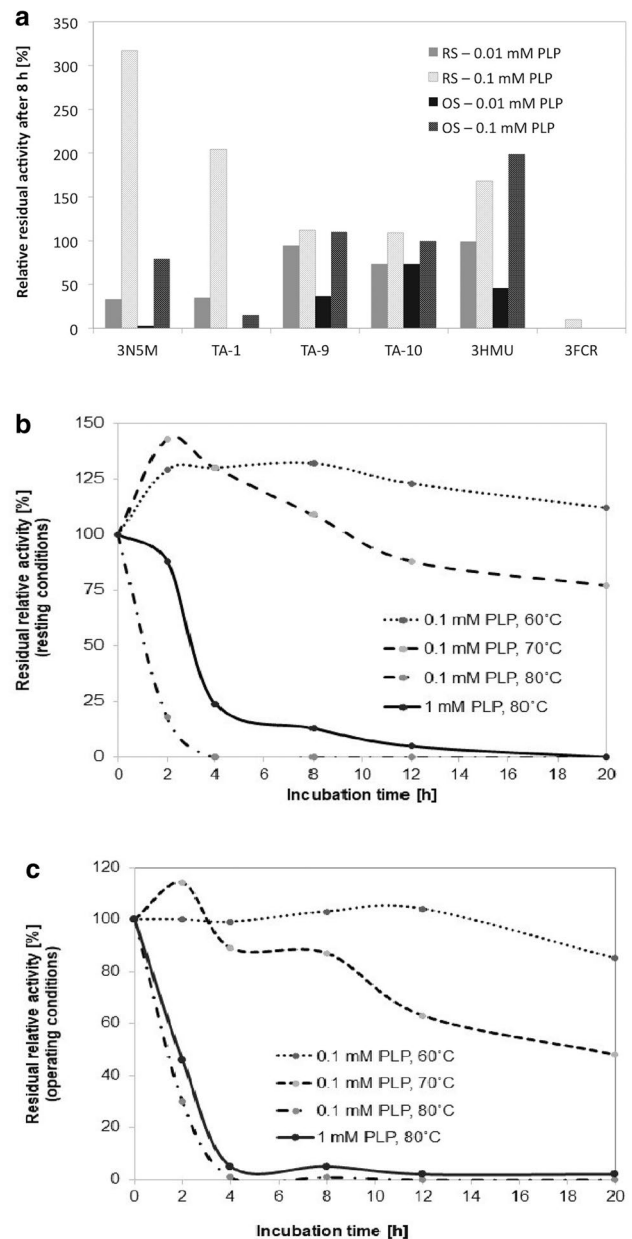 a
Relative residual activity after 8 h [%]
350
300
250
200
150
100
50
0
RS – 0.01 mM PLP
RS – 0.1 mM PLP
OS – 0.01 mM PLP
OS – 0.1 mM PLP
3N5M TA-1 TA-9 TA-10 3HMU 3FCR
b
Residual relative activity [%]
(resting conditions)
150
125
100
75
50
25
0
0.1 mM PLP, 60°C
0.1 mM PLP, 70°C
0.1 mM PLP, 80°C
1 mM PLP, 80°C
0 2 4 6 8 10 12 14 16 18 20
Incubation time [h]
c
Residual relative activity [%]
(operating conditions)
120
100
80
60
40
20
0
0.1 mM PLP, 60°C
0.1 mM PLP, 70°C
0.1 mM PLP, 80°C
1 mM PLP, 80°C
0 2 4 6 8 10 12 14 16 18 20
Incubation time [h]